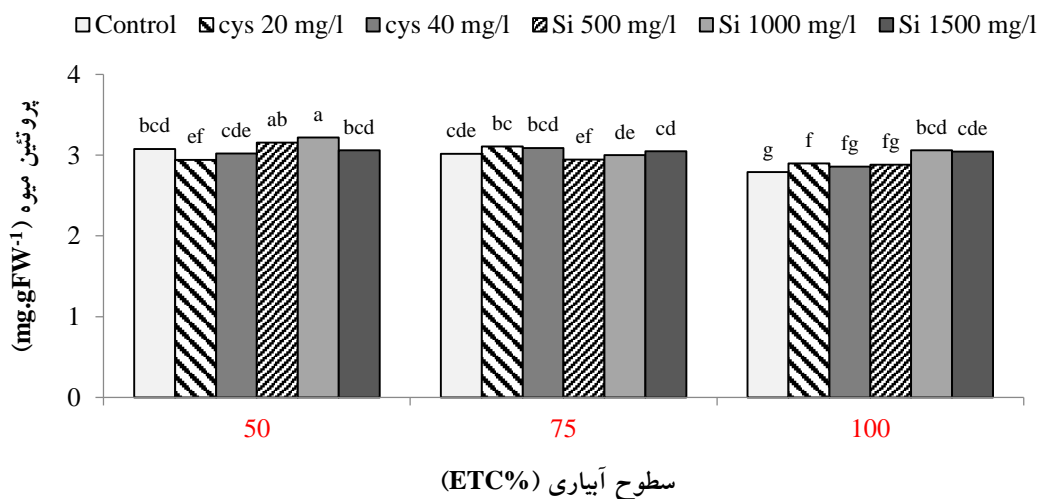 Control cys 20 mg/l cys 40 mg/l Si 500 mg/l Si 1000 mg/l Si 1500 mg/l
پروتئین میوه
(mg.gFW-1)
4
3
2
1
0
bcd ef cde ab a bcd
cde bc bcd ef de cd
g f fg fg bcd cde
50 75 100
سطوح آبیاری (ETC%)